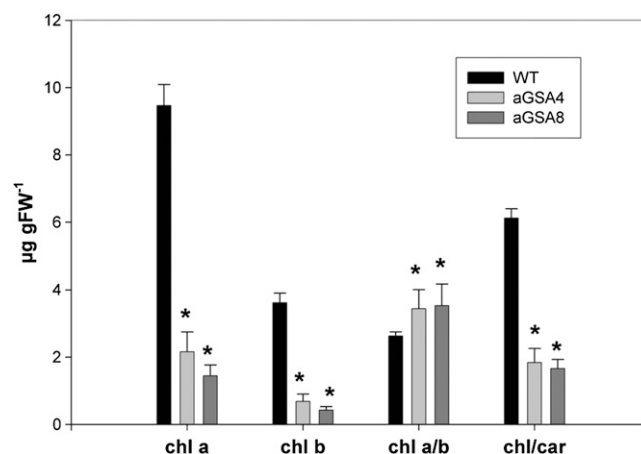 12
10
8
6
4
2
0
µg gFW⁻¹
WT
aGSA4
aGSA8
* * * * * * * *
chl a chl b chl a/b chl/car